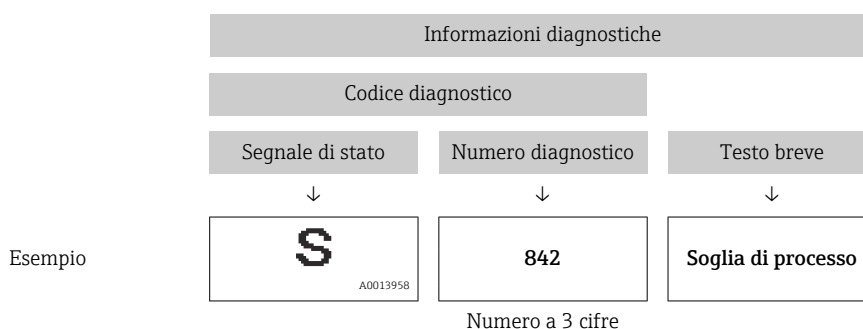 Informazioni diagnostiche
Codice diagnostico
Segnale di stato Numero diagnostico Testo breve
↓ ↓ ↓
Esempio S 842 Soglia di processo
A0013958
Numero a 3 cifre